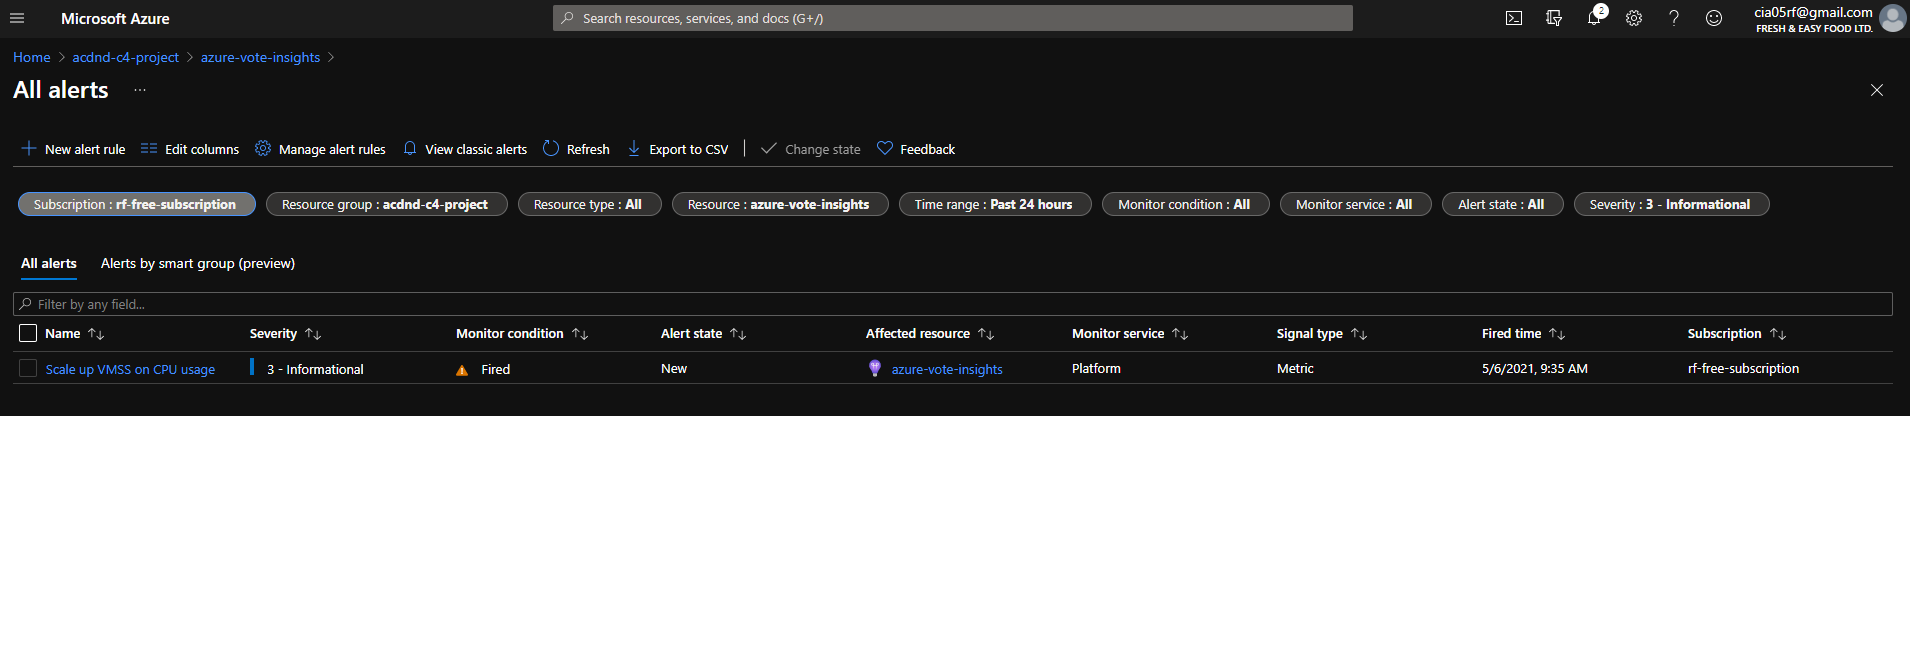 Microsoft Azure
Search resources, services, and docs (G+/)
2
cia05rf@gmail.com
FRESH & EASY FOOD LTD.
Home > acdnd-c4-project > azure-vote-insights >
All alerts ...
New alert rule Edit columns Manage alert rules View classic alerts Refresh Export to CSV Change state Feedback
Subscription : rf-free-subscription Resource group : acdnd-c4-project Resource type : All Resource : azure-vote-insights Time range : Past 24 hours Monitor condition : All Monitor service : All Alert state : All Severity : 3 - Informational
All alerts Alerts by smart group (preview)
Filter by any field...
Name Severity Monitor condition Alert state Affected resource Monitor service Signal type Fired time Subscription
Scale up VMSS on CPU usage 3 - Informational Fired New azure-vote-insights Platform Metric 5/6/2021, 9:35 AM rf-free-subscription